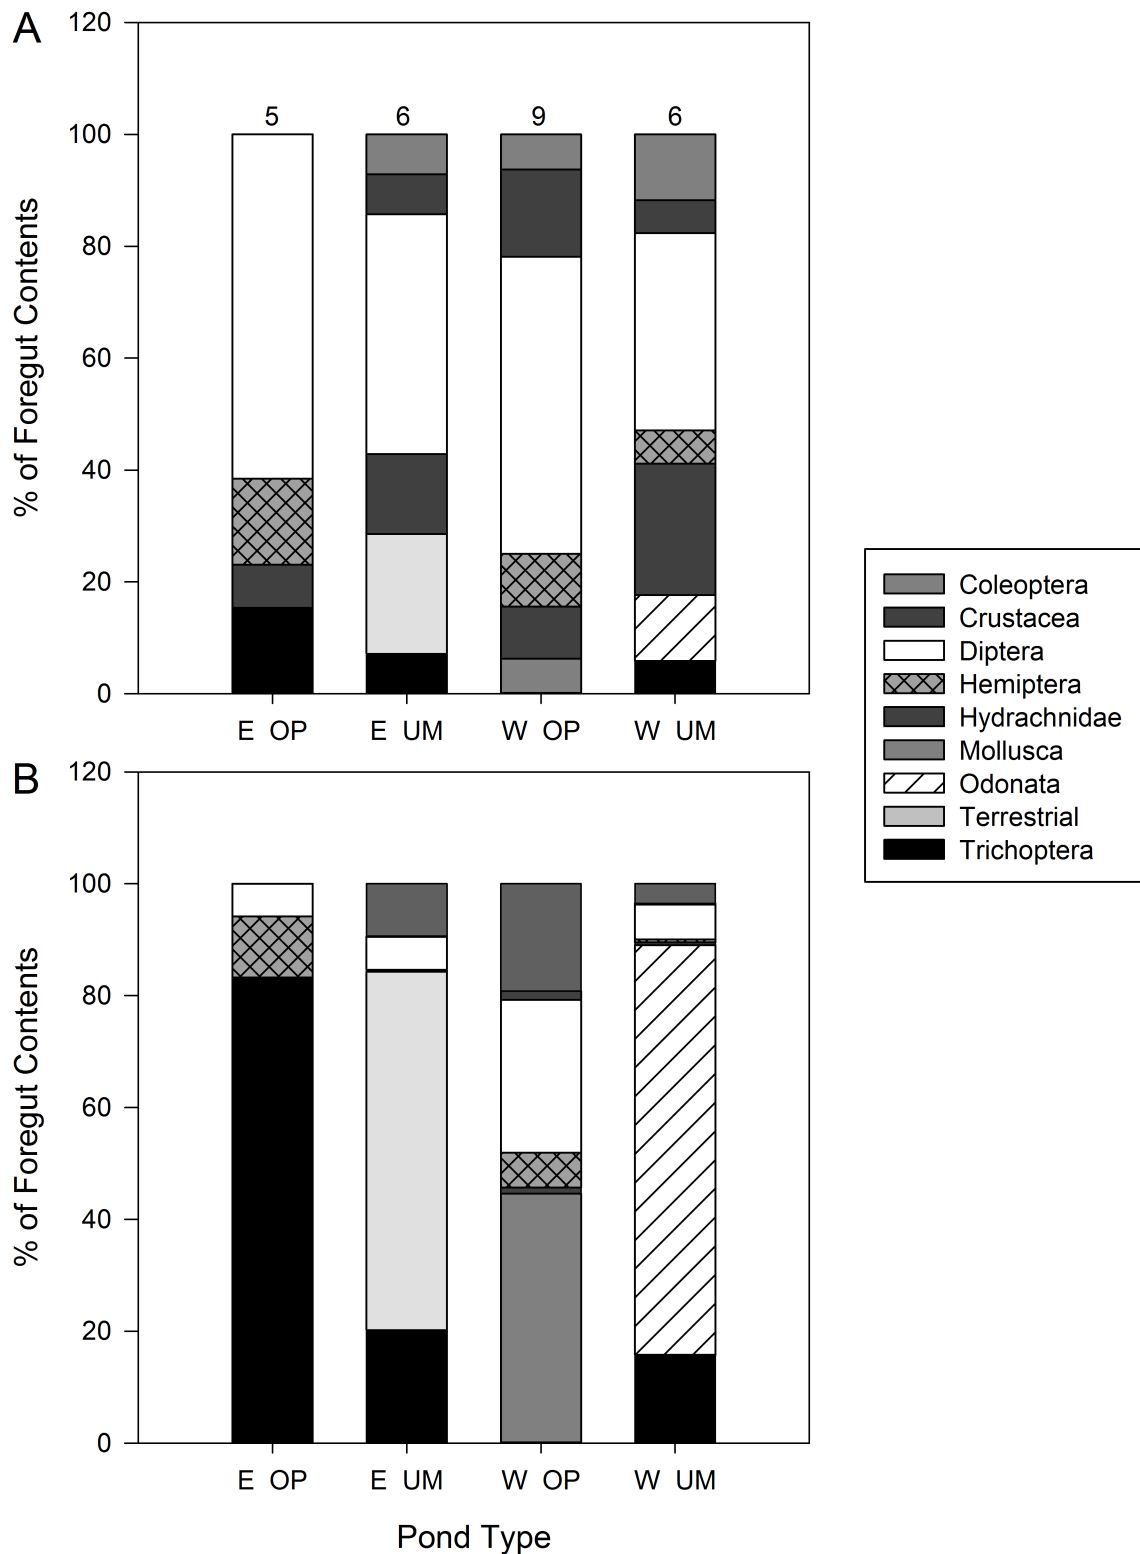 A
120
100
80
60
40
20
0
% of Foregut Contents
5 6 9 6
E OP E UM W OP W UM
Coleoptera
Crustacea
Diptera
Hemiptera
Hydrachnidae
Mollusca
Odonata
Terrestrial
Trichoptera
B
120
100
80
60
40
20
0
% of Foregut Contents
E OP E UM W OP W UM
Pond Type